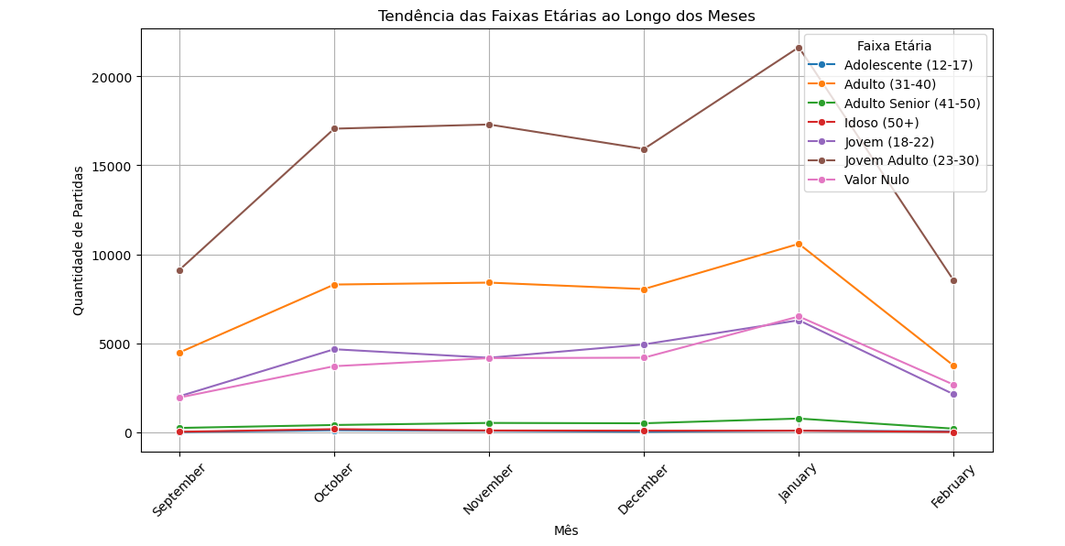 Tendência das Faixas Etárias ao Longo dos Meses
Faixa Etária
Adolescente (12-17)
Adulto (31-40)
Adulto Senior (41-50)
Idoso (50+)
Jovem (18-22)
Jovem Adulto (23-30)
Valor Nulo
Quantidade de Partidas
20000
15000
10000
5000
0
September
October
November
December
January
February
Mês